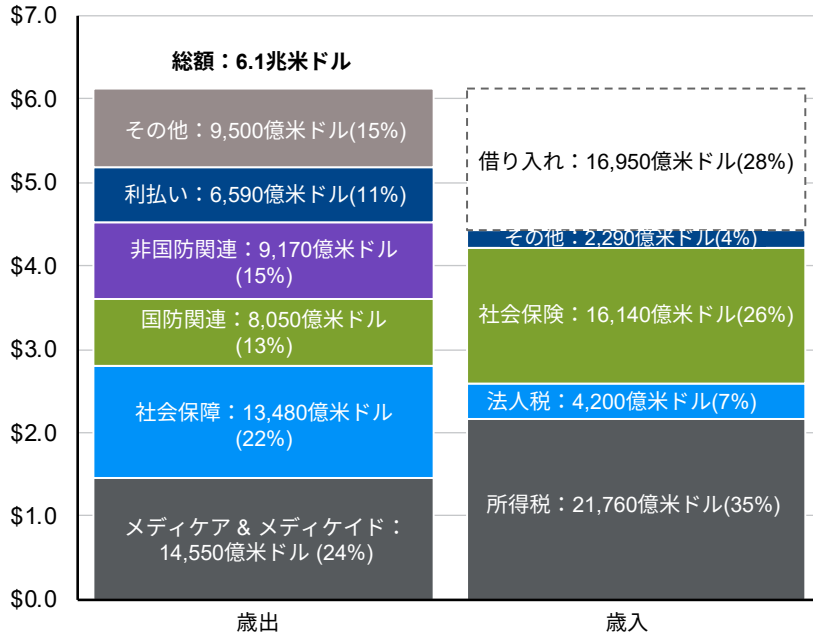 $7.0
総額：6.1兆米ドル
$6.0
その他：9,500億米ドル(15%)
借り入れ：16,950億米ドル(28%)
$5.0
利払い：6,590億米ドル(11%)
その他：2,290億米ドル(4%)
非国防関連：9,170億米ドル
(15%)
$4.0
社会保険：16,140億米ドル(26%)
国防関連：8,050億米ドル
(13%)
$3.0
法人税：4,200億米ドル(7%)
社会保障：13,480億米ドル
(22%)
$2.0
所得税：21,760億米ドル(35%)
$1.0
メディケア & メディケイド：
14,550億米ドル (24%)
$0.0
歳出
歳入